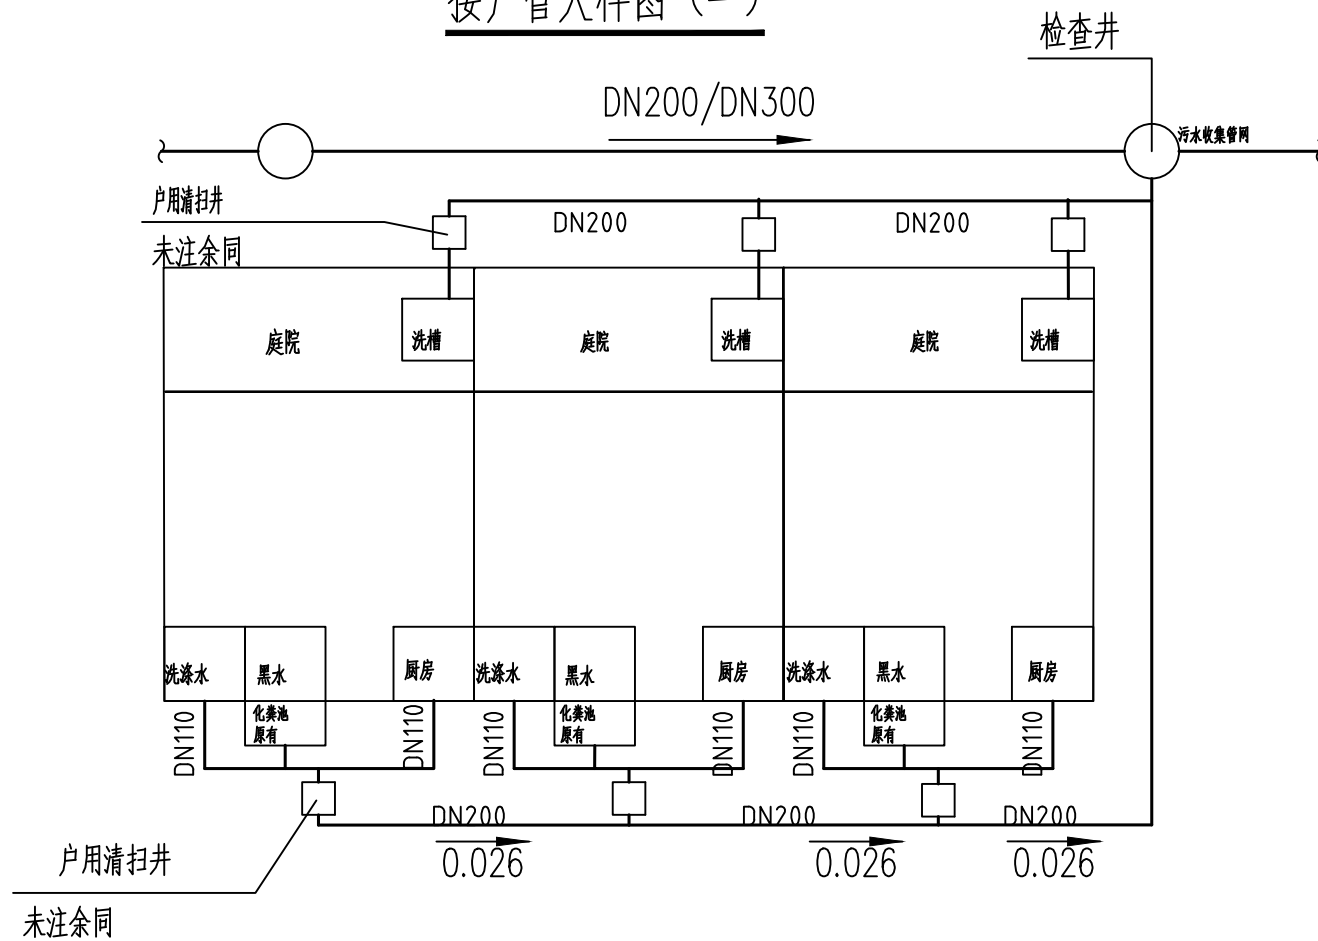 接户管大样图（一）
检查井
DN200/DN300
污水收集管网
户用清扫井
未注余同
DN200
DN200
庭院
洗槽
庭院
洗槽
庭院
洗槽
洗涤水
黑水
厨房
洗涤水
黑水
厨房
洗涤水
黑水
厨房
化粪池
原有
化粪池
原有
化粪池
原有
DN110
DN110
DN110
DN110
DN110
DN110
DN200
DN200
DN200
0.026
0.026
0.026
户用清扫井
未注余同